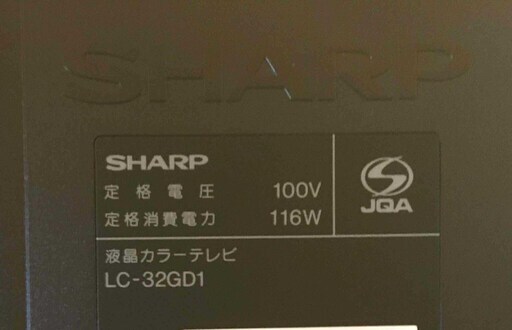 SHARP
SHARP
定格電圧 100V
定格消費電力 116W
JQA
液晶カラーテレビ
LC-32GD1